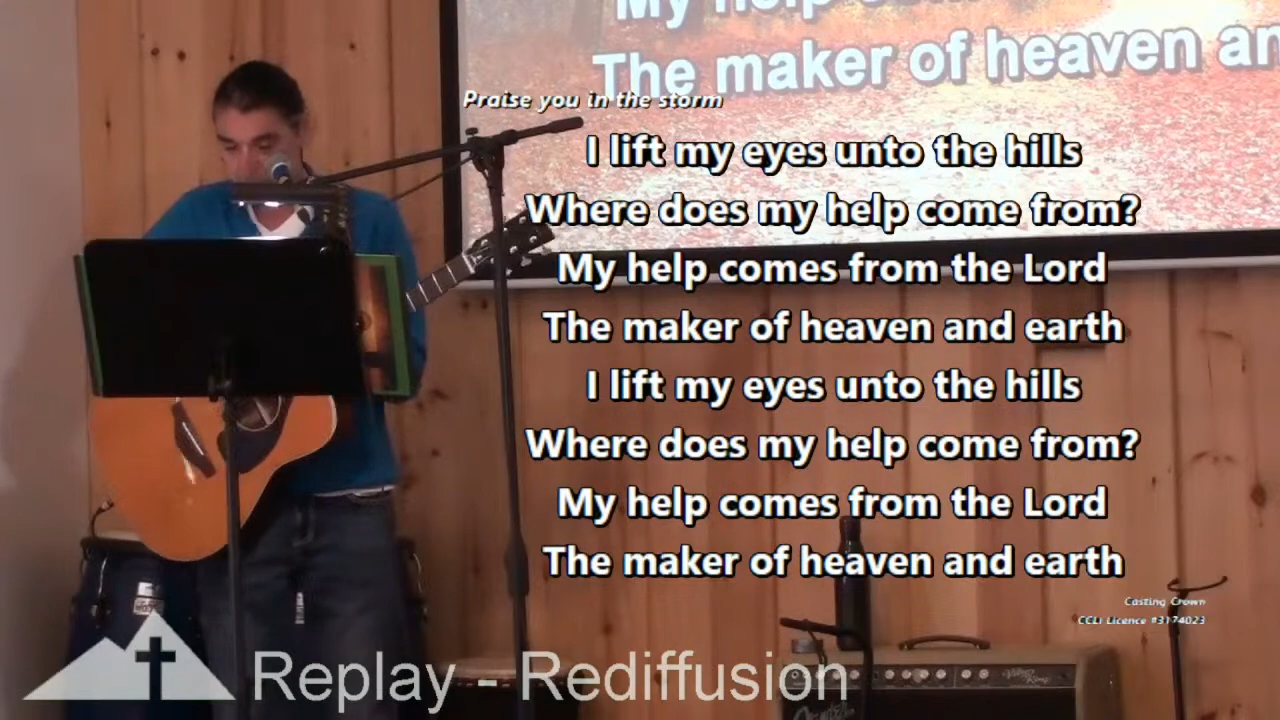 My help
The maker of heaven an
Praise you in the storm
I lift my eyes unto the hills
Where does my help come from?
My help comes from the Lord
The maker of heaven and earth
I lift my eyes unto the hills
Where does my help come from?
My help comes from the Lord
The maker of heaven and earth
Casting Crown
CCLI Licence #3174023
Replay - Rediffusion